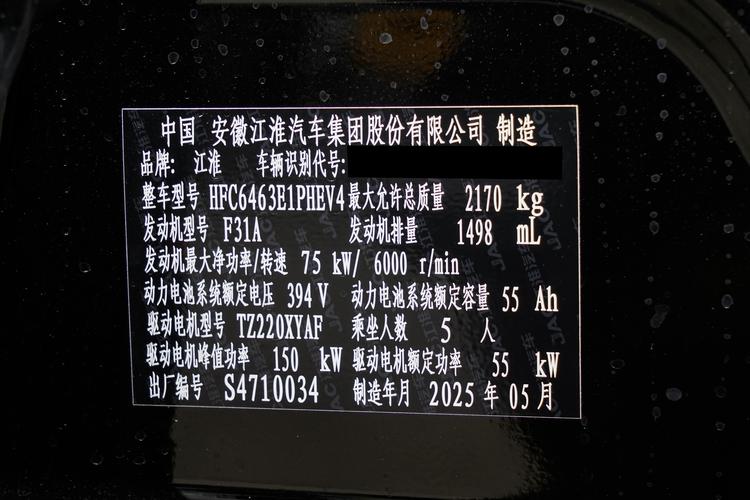 中国 安徽江淮汽车集团股份有限公司 制造
品牌: 江淮 车辆识别代号:
整车型号 HFC6463E1PHEV4 最大允许总质量 2170 kg
发动机型号 F31A 发动机排量 1498 mL
发动机最大净功率/转速 75 kW/ 6000 r/min
动力电池系统额定电压 394 V 动力电池系统额定容量 55 Ah
驱动电机型号 TZ220XYAF 乘坐人数 5 人
驱动电机峰值功率 150 kW 驱动电机额定功率 55 kW
出厂编号 S4710034 制造年月 2025 年 05 月